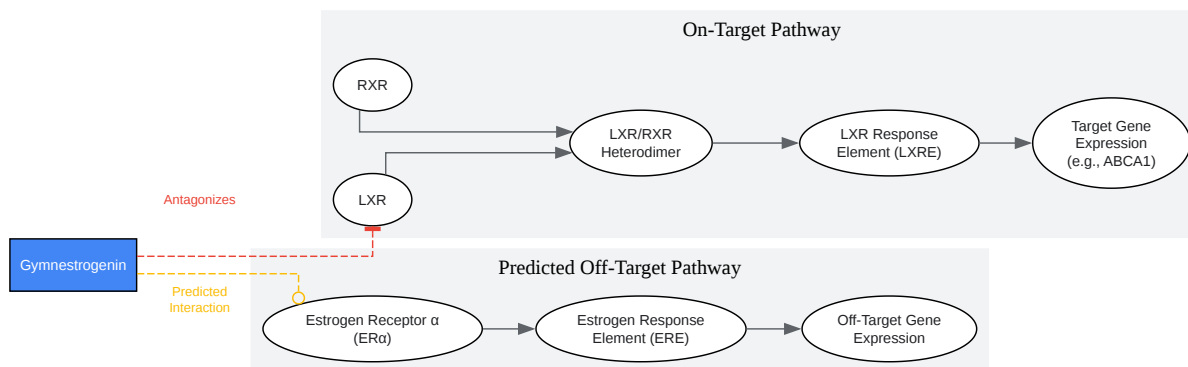 On-Target Pathway
RXR
LXR/RXR
Heterodimer
LXR Response
Element (LXRE)
Target Gene
Expression
(e.g., ABCA1)
LXR
Antagonizes
Gymnestrogenin
Predicted
Interaction
Predicted Off-Target Pathway
Estrogen Receptor α
(ERα)
Estrogen Response
Element (ERE)
Off-Target Gene
Expression